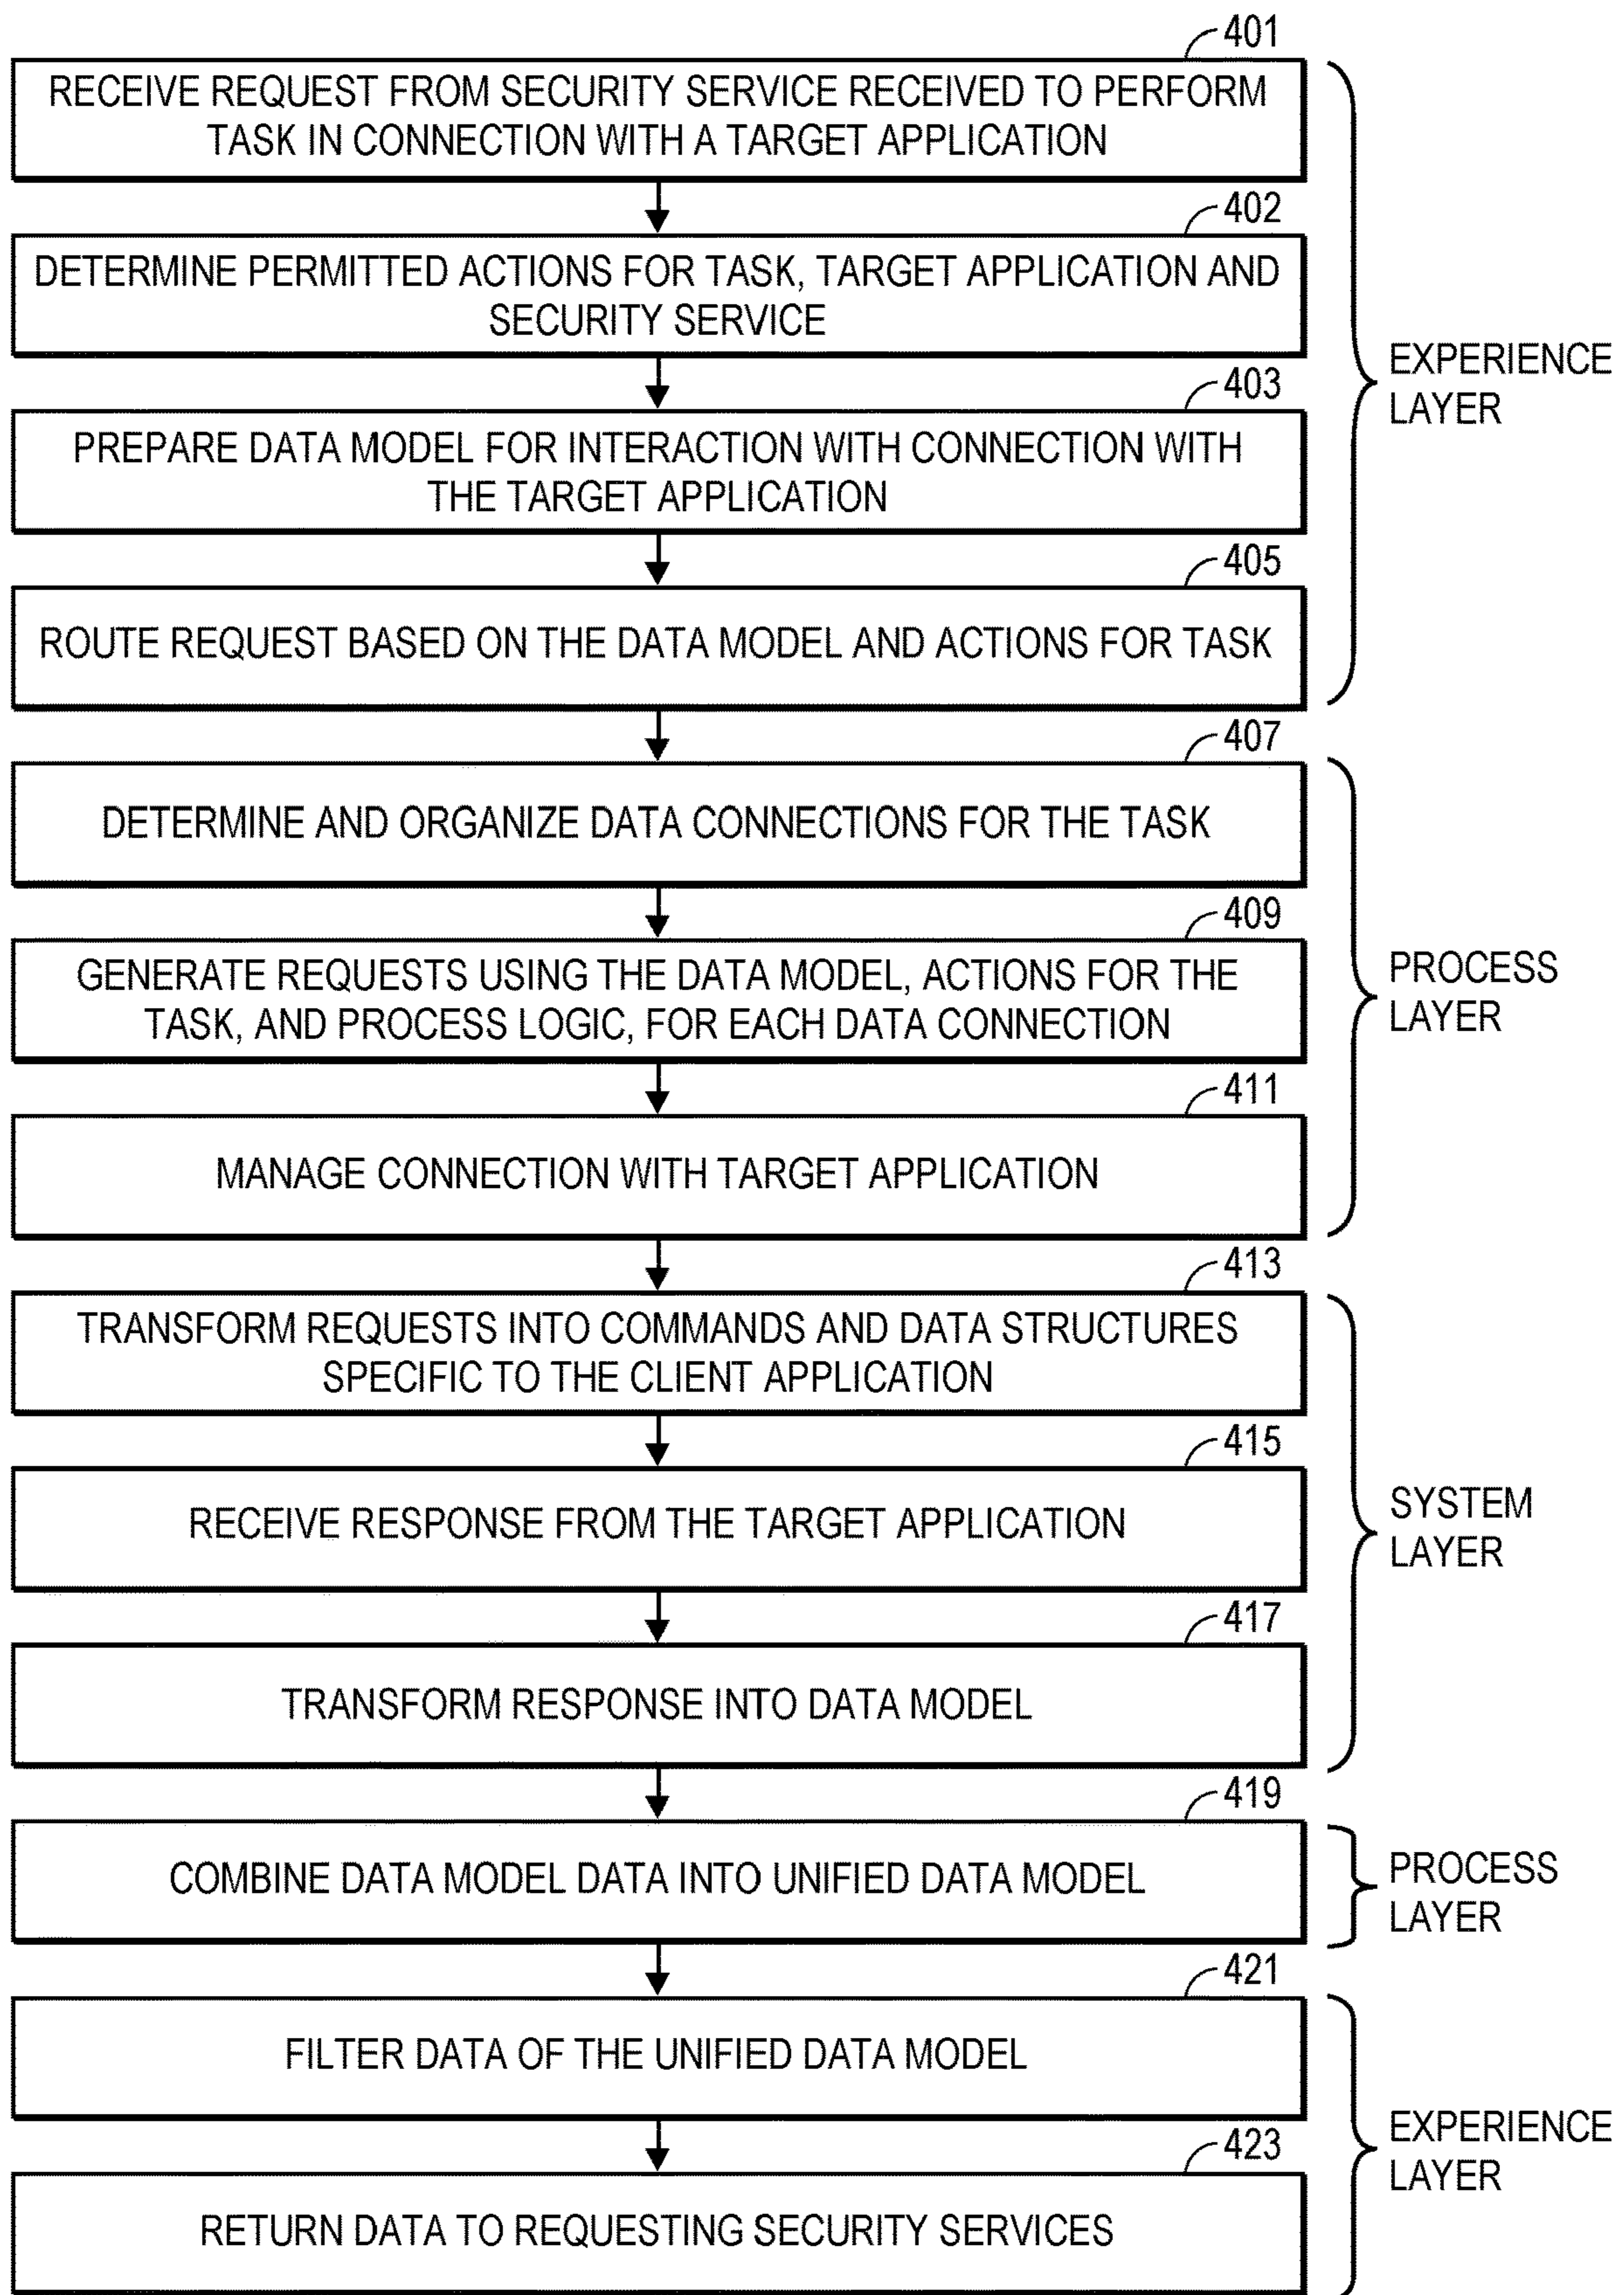 401
RECEIVE REQUEST FROM SECURITY SERVICE RECEIVED TO PERFORM
TASK IN CONNECTION WITH A TARGET APPLICATION
402
DETERMINE PERMITTED ACTIONS FOR TASK, TARGET APPLICATION AND
SECURITY SERVICE
403
PREPARE DATA MODEL FOR INTERACTION WITH CONNECTION WITH
THE TARGET APPLICATION
405
ROUTE REQUEST BASED ON THE DATA MODEL AND ACTIONS FOR TASK
EXPERIENCE
LAYER
407
DETERMINE AND ORGANIZE DATA CONNECTIONS FOR THE TASK
409
GENERATE REQUESTS USING THE DATA MODEL, ACTIONS FOR THE
TASK, AND PROCESS LOGIC, FOR EACH DATA CONNECTION
411
MANAGE CONNECTION WITH TARGET APPLICATION
PROCESS
LAYER
413
TRANSFORM REQUESTS INTO COMMANDS AND DATA STRUCTURES
SPECIFIC TO THE CLIENT APPLICATION
415
RECEIVE RESPONSE FROM THE TARGET APPLICATION
417
TRANSFORM RESPONSE INTO DATA MODEL
SYSTEM
LAYER
419
COMBINE DATA MODEL DATA INTO UNIFIED DATA MODEL
PROCESS
LAYER
421
FILTER DATA OF THE UNIFIED DATA MODEL
423
RETURN DATA TO REQUESTING SECURITY SERVICES
EXPERIENCE
LAYER